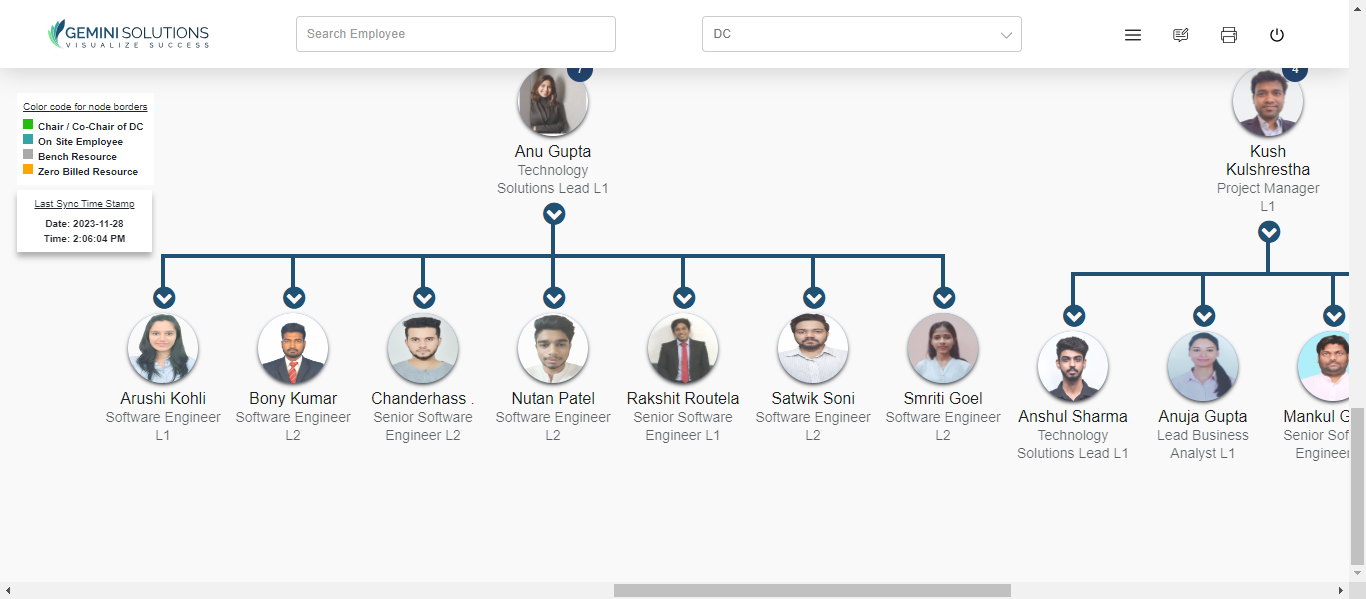 GEMINI SOLUTIONS
VISUALIZE SUCCESS
Search Employee
DC
Color code for node borders
Chair / Co-Chair of DC
On Site Employee
Bench Resource
Zero Billed Resource
Last Sync Time Stamp
Date: 2023-11-28
Time: 2:06:04 PM
7
Anu Gupta
Technology
Solutions Lead L1
4
Kush
Kulshrestha
Project Manager
L1
Arushi Kohli
Software Engineer
L1
Bony Kumar
Software Engineer
L2
Chanderhass .
Senior Software
Engineer L2
Nutan Patel
Software Engineer
L2
Rakshit Routela
Senior Software
Engineer L1
Satwik Soni
Software Engineer
L2
Smriti Goel
Software Engineer
L2
Anshul Sharma
Technology
Solutions Lead L1
Anuja Gupta
Lead Business
Analyst L1
Mankul G
Senior Sof
Engineer